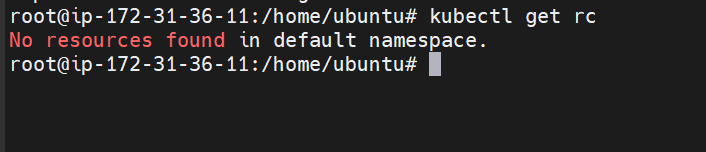 root@ip-172-31-36-11:/home/ubuntu# kubectl get rc
No resources found in default namespace.
root@ip-172-31-36-11:/home/ubuntu#